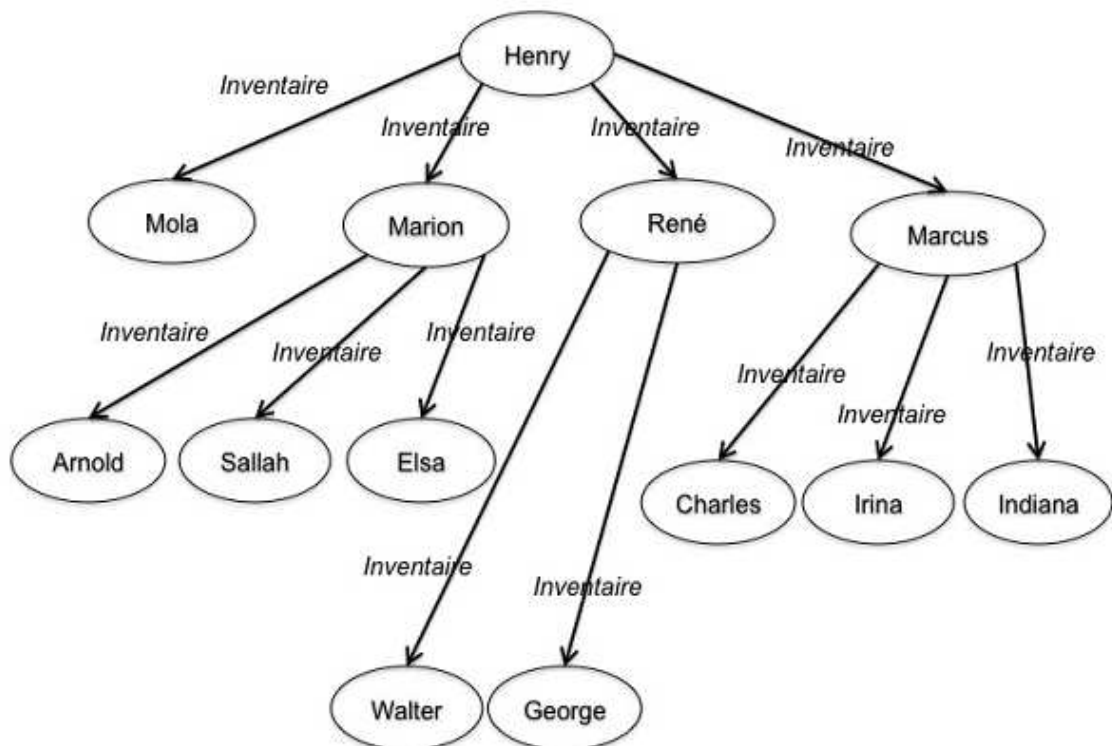 Henry
Inventaire
Inventaire
Inventaire
Inventaire
Mola
Marion
René
Marcus
Inventaire
Inventaire
Inventaire
Inventaire
Inventaire
Inventaire
Arnold
Sallah
Elsa
Charles
Irina
Indiana
Inventaire
Inventaire
Walter
George